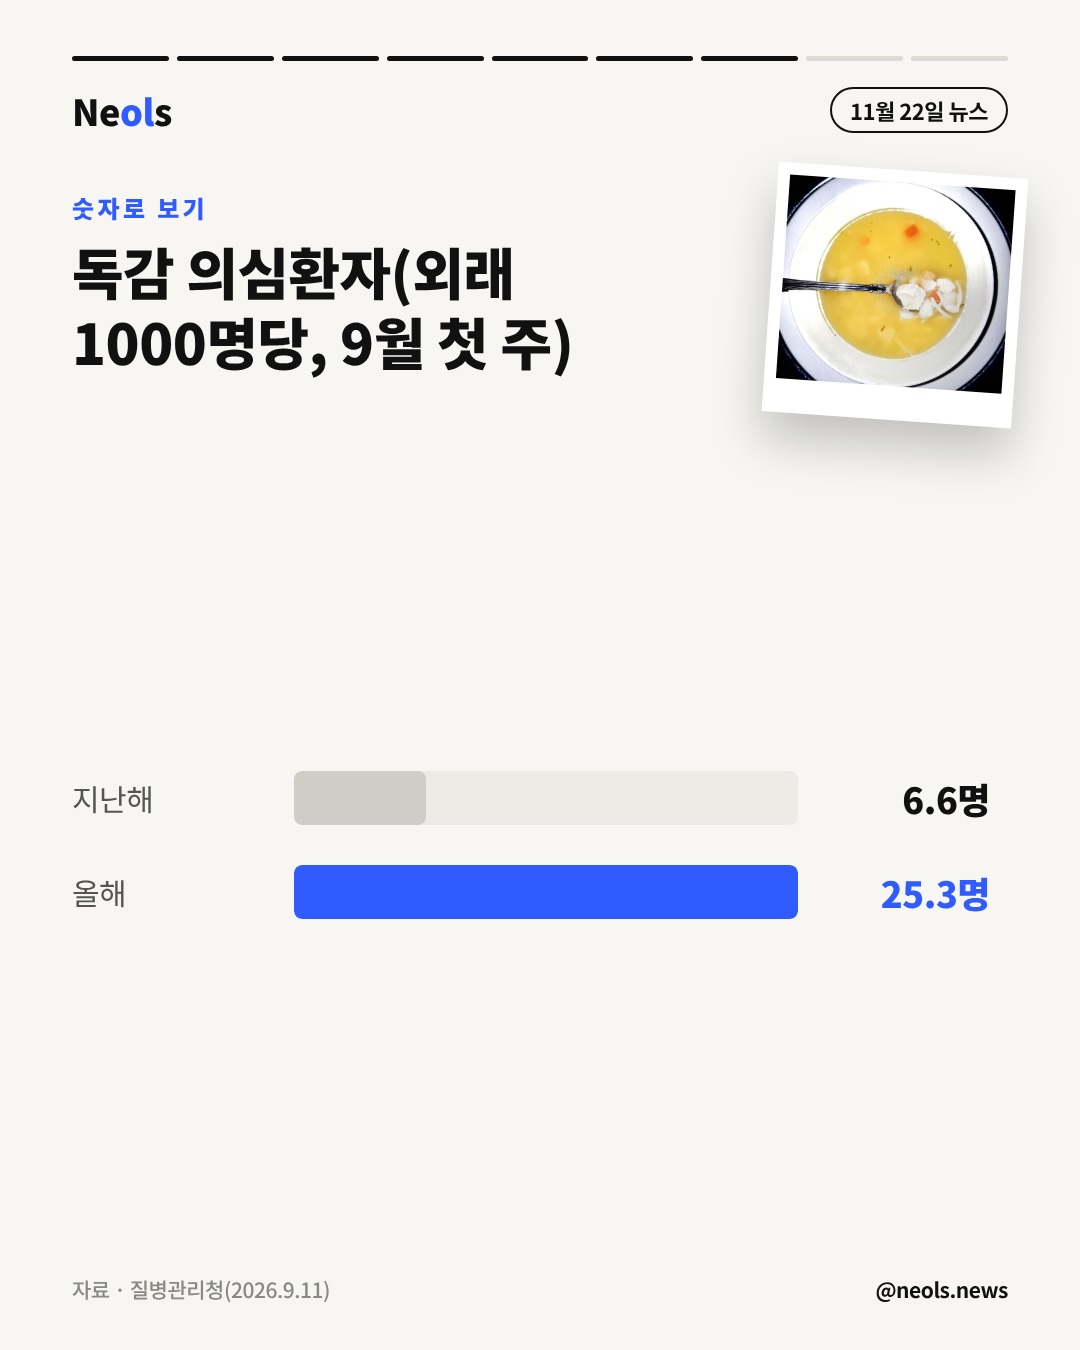 Neols
11월 22일 뉴스
숫자로 보기
독감 의심환자(외래
1000명당, 9월 첫 주)
지난해
6.6명
올해
25.3명
자료 · 질병관리청(2026.9.11)
@neols.news